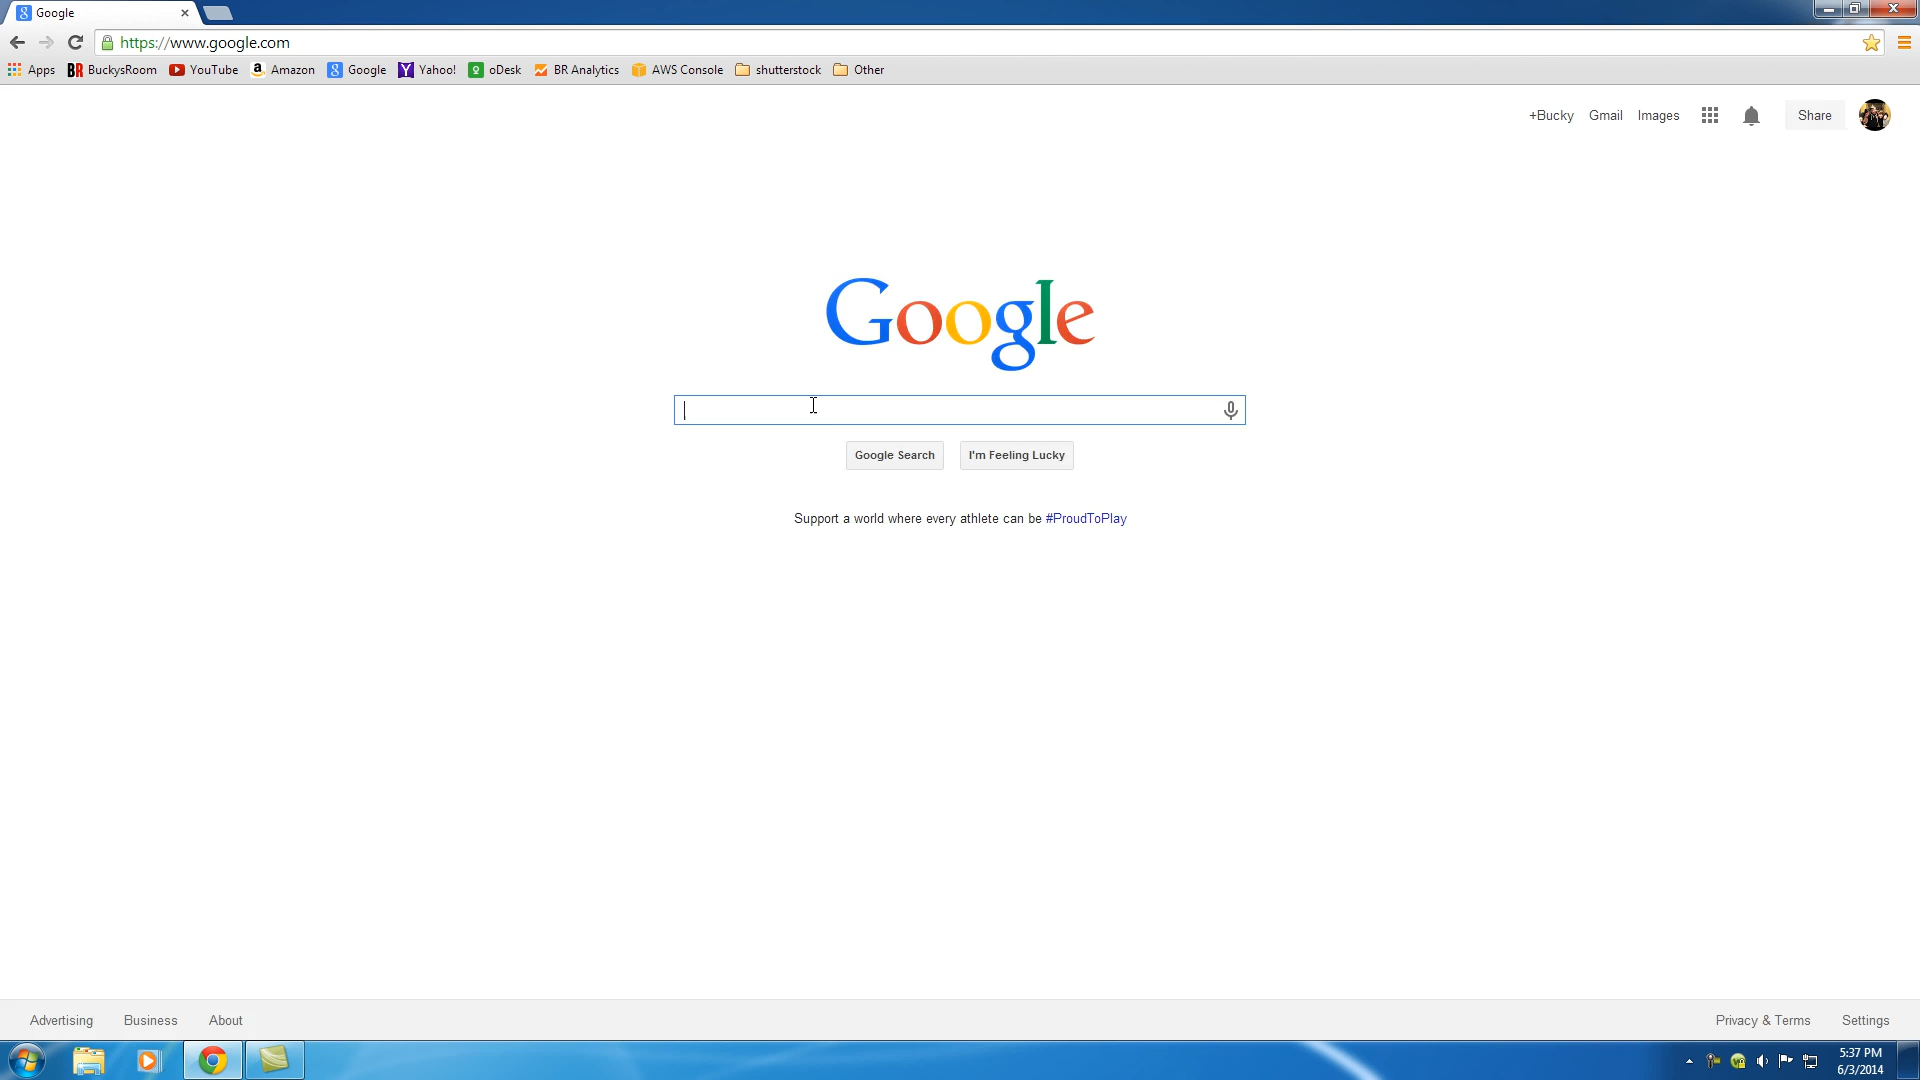 Google
https://www.google.com
Apps BuckysRoom YouTube Amazon Google Yahoo! oDesk BR Analytics AWS Console shutterstock Other
+Bucky Gmail Images Share
Google
Google Search I'm Feeling Lucky
Support a world where every athlete can be #ProudToPlay
Advertising Business About Privacy & Terms Settings
5:37 PM
6/3/2014